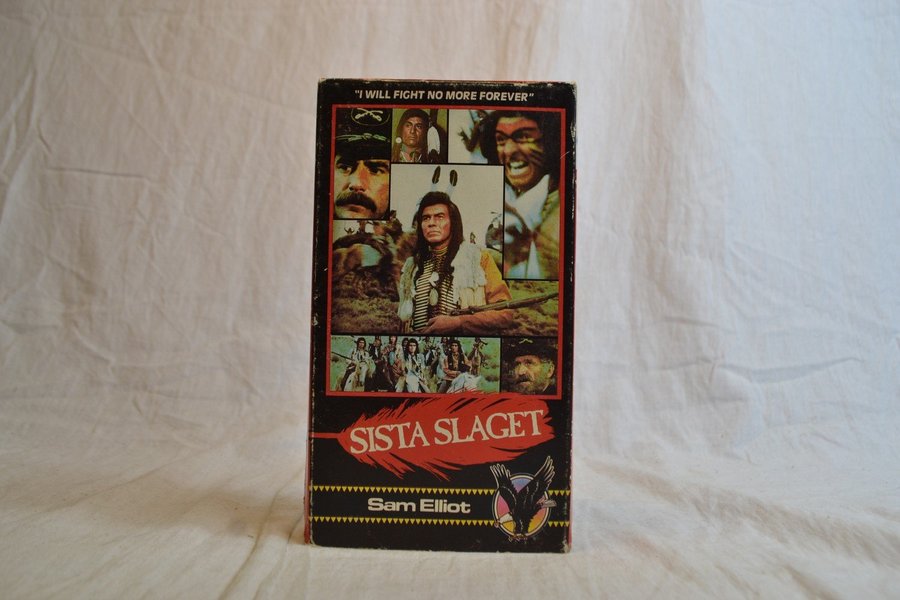 "I WILL FIGHT NO MORE FOREVER"
SISTA SLAGET
Sam Elliot